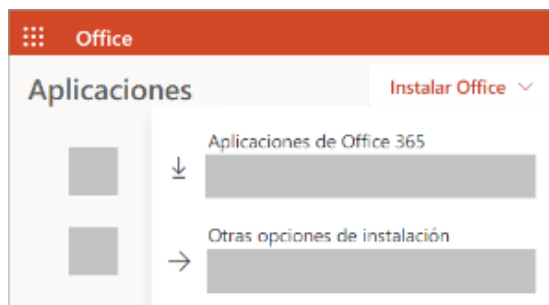 Office
Aplicaciones
Instalar Office
Aplicaciones de Office 365
Otras opciones de instalación